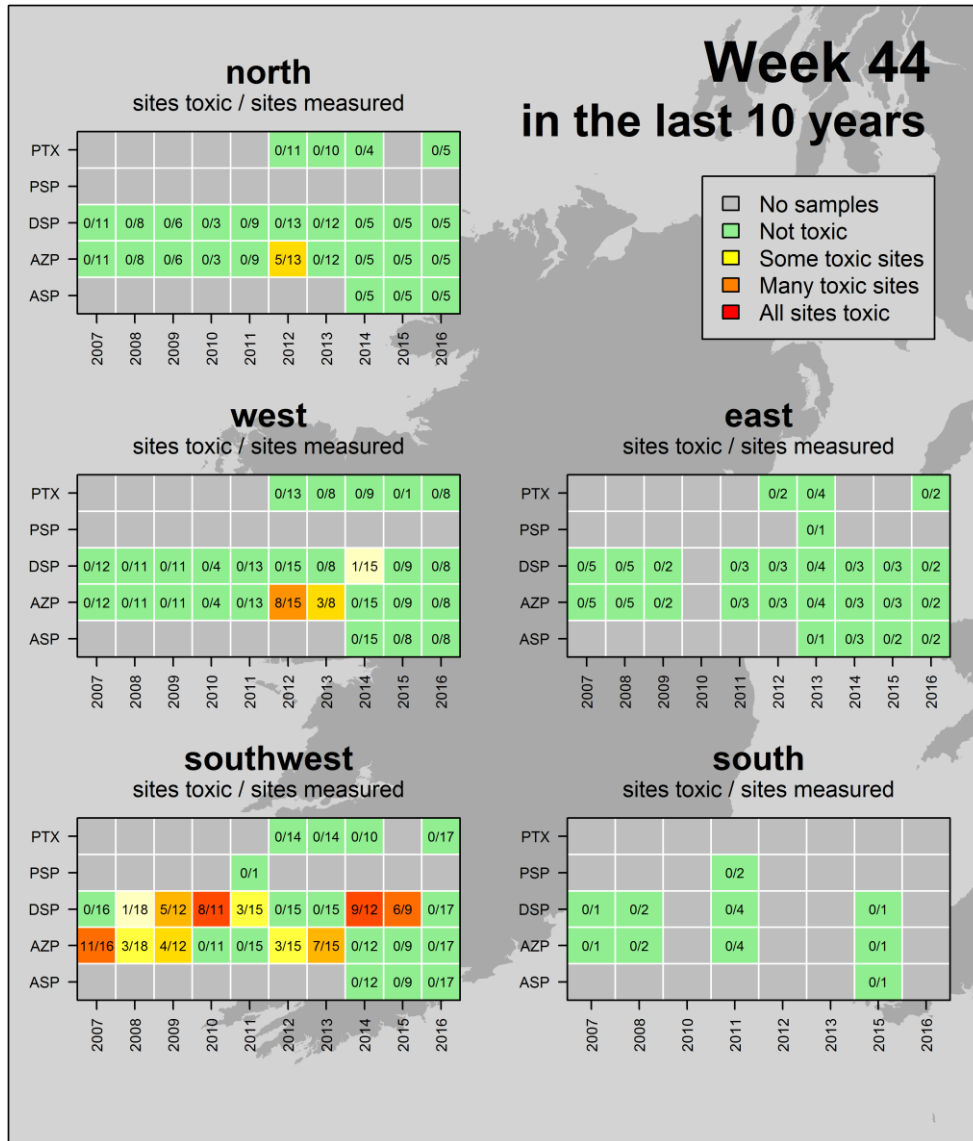 Week 44
in the last 10 years
No samples
Not toxic
Some toxic sites
Many toxic sites
All sites toxic
north
sites toxic / sites measured
PTX 0/11 0/10 0/4 0/5
PSP
DSP 0/11 0/8 0/6 0/3 0/9 0/13 0/12 0/5 0/5 0/5
AZP 0/11 0/8 0/6 0/3 0/9 5/13 0/12 0/5 0/5 0/5
ASP 0/5 0/5 0/5
2007 2008 2009 2010 2011 2012 2013 2014 2015 2016
west
sites toxic / sites measured
PTX 0/13 0/8 0/9 0/1 0/8
PSP
DSP 0/12 0/11 0/11 0/4 0/13 0/15 0/8 1/15 0/9 0/8
AZP 0/12 0/11 0/11 0/4 0/13 8/15 3/8 0/15 0/9 0/8
ASP 0/15 0/8 0/8
2007 2008 2009 2010 2011 2012 2013 2014 2015 2016
east
sites toxic / sites measured
PTX 0/2 0/4 0/2
PSP 0/1
DSP 0/5 0/5 0/2 0/3 0/3 0/4 0/3 0/3 0/2
AZP 0/5 0/5 0/2 0/3 0/3 0/4 0/3 0/3 0/2
ASP 0/1 0/3 0/2 0/2
2007 2008 2009 2010 2011 2012 2013 2014 2015 2016
southwest
sites toxic / sites measured
PTX 0/14 0/14 0/10 0/17
PSP 0/1
DSP 0/16 1/18 5/12 8/11 3/15 0/15 0/15 9/12 6/9 0/17
AZP 11/16 3/18 4/12 0/11 0/15 3/15 7/15 0/12 0/9 0/17
ASP 0/12 0/9 0/17
2007 2008 2009 2010 2011 2012 2013 2014 2015 2016
south
sites toxic / sites measured
PTX
PSP 0/2
DSP 0/1 0/2 0/4 0/1
AZP 0/1 0/2 0/4 0/1
ASP 0/1
2007 2008 2009 2010 2011 2012 2013 2014 2015 2016